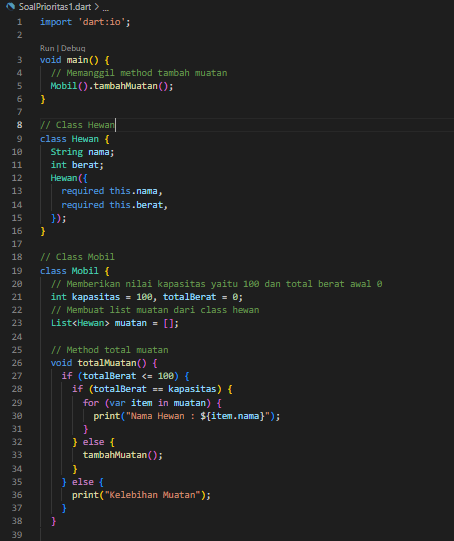 SoalPrioritas1.dart > ...
1 import 'dart:io';
2
Run | Debug
3 void main() {
4   // Memanggil method tambah muatan
5   Mobil().tambahMuatan();
6 }
7
8 // Class Hewan
9 class Hewan {
10   String nama;
11   int berat;
12   Hewan({
13     required this.nama,
14     required this.berat,
15   });
16 }
17
18 // Class Mobil
19 class Mobil {
20   // Memberikan nilai kapasitas yaitu 100 dan total berat awal 0
21   int kapasitas = 100, totalBerat = 0;
22   // Membuat list muatan dari class hewan
23   List<Hewan> muatan = [];
24
25   // Method total muatan
26   void totalMuatan() {
27     if (totalBerat <= 100) {
28       if (totalBerat == kapasitas) {
29         for (var item in muatan) {
30           print("Nama Hewan : ${item.nama}");
31         }
32       } else {
33         tambahMuatan();
34       }
35     } else {
36       print("Kelebihan Muatan");
37     }
38   }
39